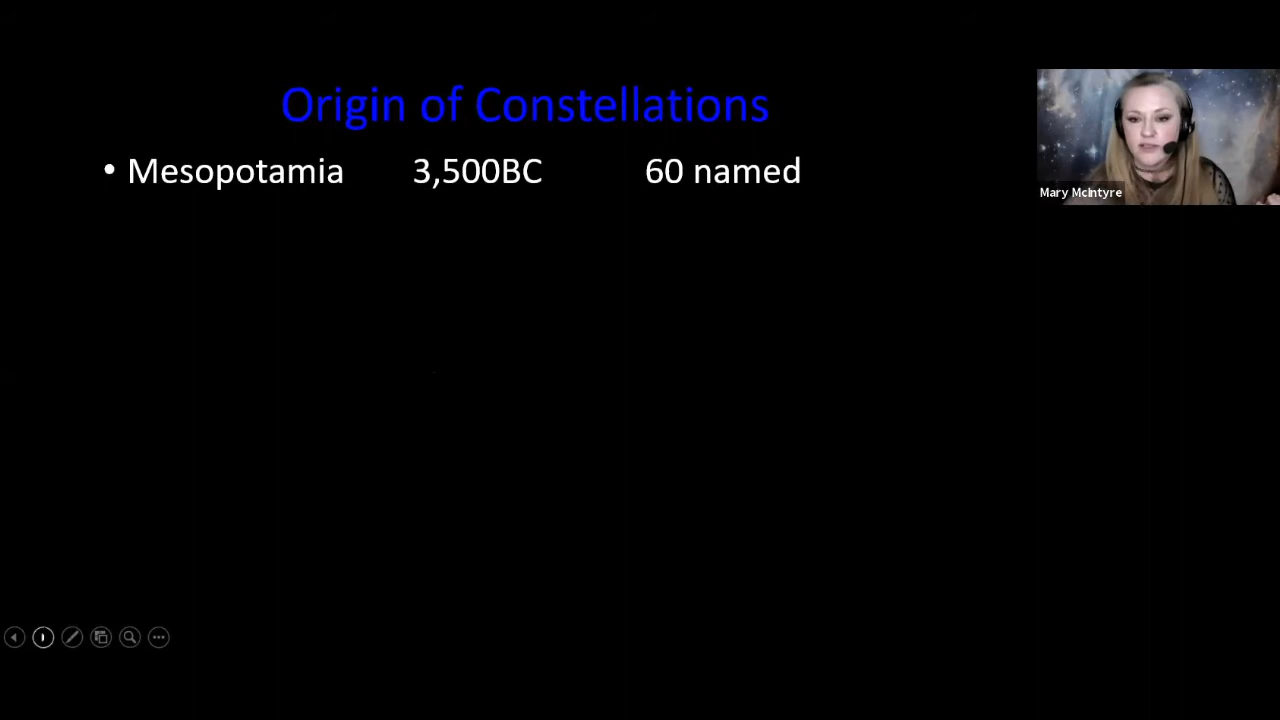 Origin of Constellations
• Mesopotamia 3,500BC 60 named
Mary McIntyre